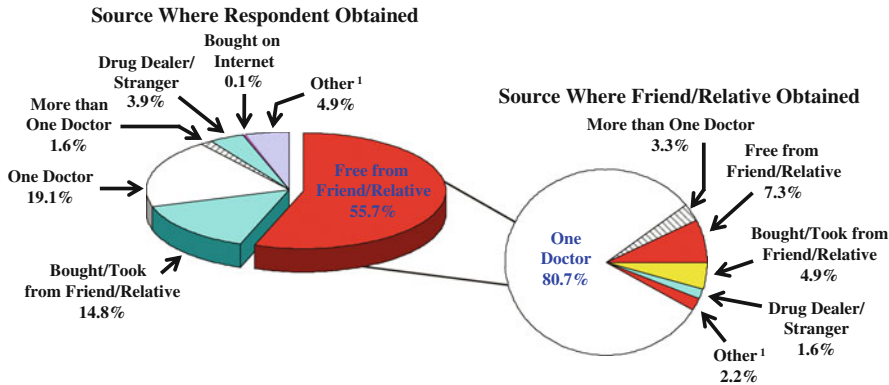 Source Where Respondent Obtained
Bought on
Internet
0.1%
Drug Dealer/
Stranger
3.9%
Other 1
4.9%
More than
One Doctor
1.6%
One Doctor
19.1%
Free from
Friend/Relative
55.7%
Bought/Took
from Friend/Relative
14.8%
Source Where Friend/Relative Obtained
More than One Doctor
3.3%
Free from
Friend/Relative
7.3%
One
Doctor
80.7%
Bought/Took from
Friend/Relative
4.9%
Drug Dealer/
Stranger
1.6%
Other 1
2.2%